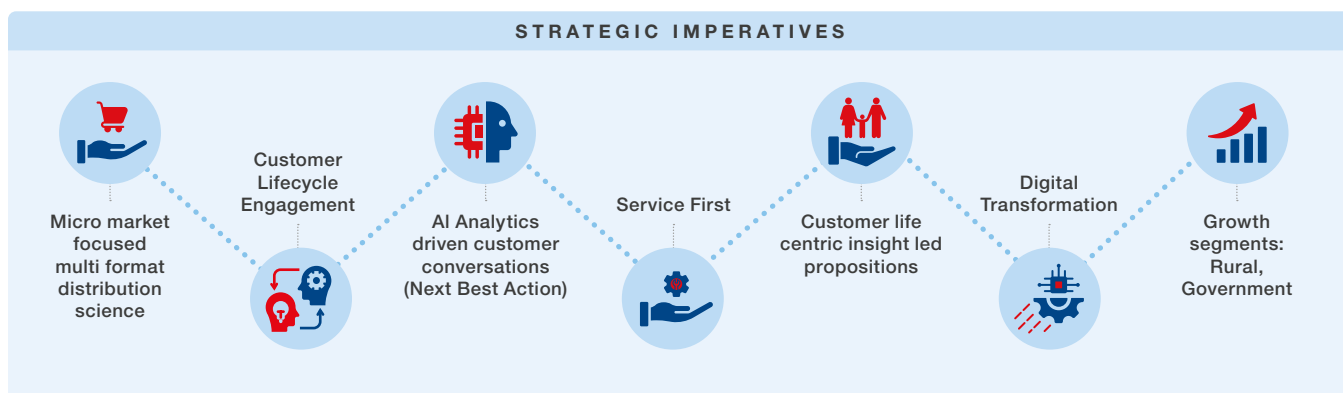 STRATEGIC IMPERATIVES
Micro market
focused
multi format
distribution
science
Customer
Lifecycle
Engagement
AI Analytics
driven customer
conversations
(Next Best Action)
Service First
Customer life
centric insight led
propositions
Digital
Transformation
Growth
segments:
Rural,
Government